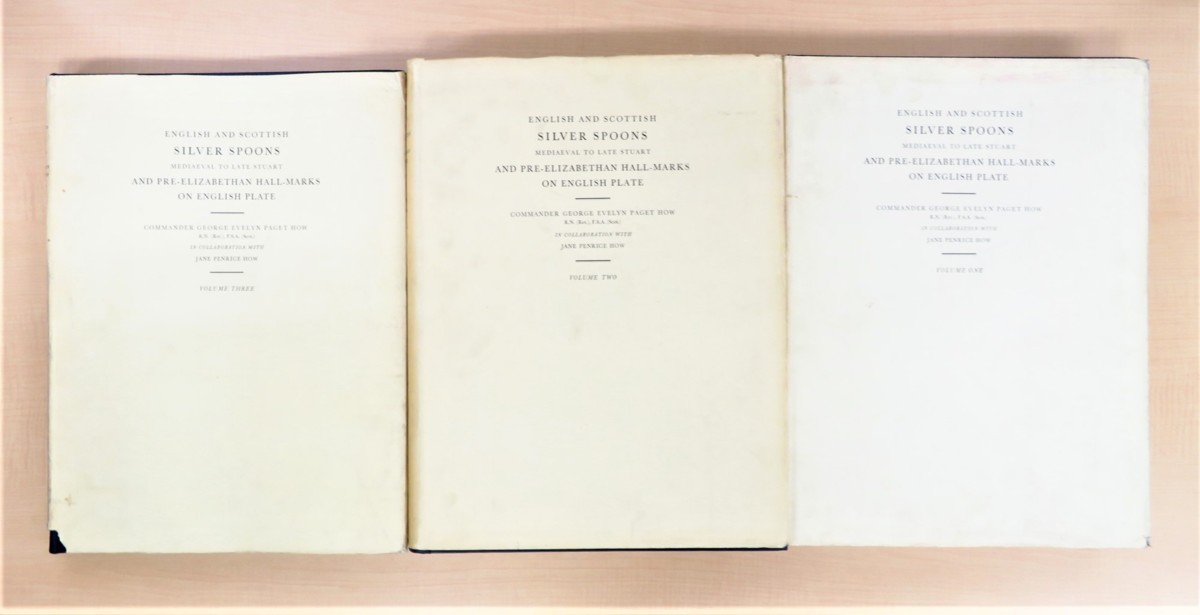 ENGLISH AND SCOTTISH
SILVER SPOONS
MEDIAEVAL TO LATE STUART
AND PRE-ELIZABETHAN HALL-MARKS
ON ENGLISH PLATE
COMMANDER GEORGE EVELYN PAGET HOW
IN COLLABORATION WITH
JANE PENRICE HOW
VOLUME THREE
ENGLISH AND SCOTTISH
SILVER SPOONS
MEDIAEVAL TO LATE STUART
AND PRE-ELIZABETHAN HALL-MARKS
ON ENGLISH PLATE
COMMANDER GEORGE EVELYN PAGET HOW
IN COLLABORATION WITH
JANE PENRICE HOW
VOLUME TWO
ENGLISH AND SCOTTISH
SILVER SPOONS
MEDIAEVAL TO LATE STUART
AND PRE-ELIZABETHAN HALL-MARKS
ON ENGLISH PLATE
COMMANDER GEORGE EVELYN PAGET HOW
IN COLLABORATION WITH
JANE PENRICE HOW
VOLUME ONE